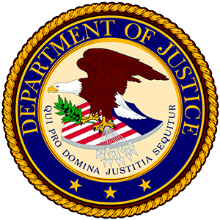 DEPARTMENT OF JUSTICE
QUI PRO DOMINA JUSTITIA SEQUITUR